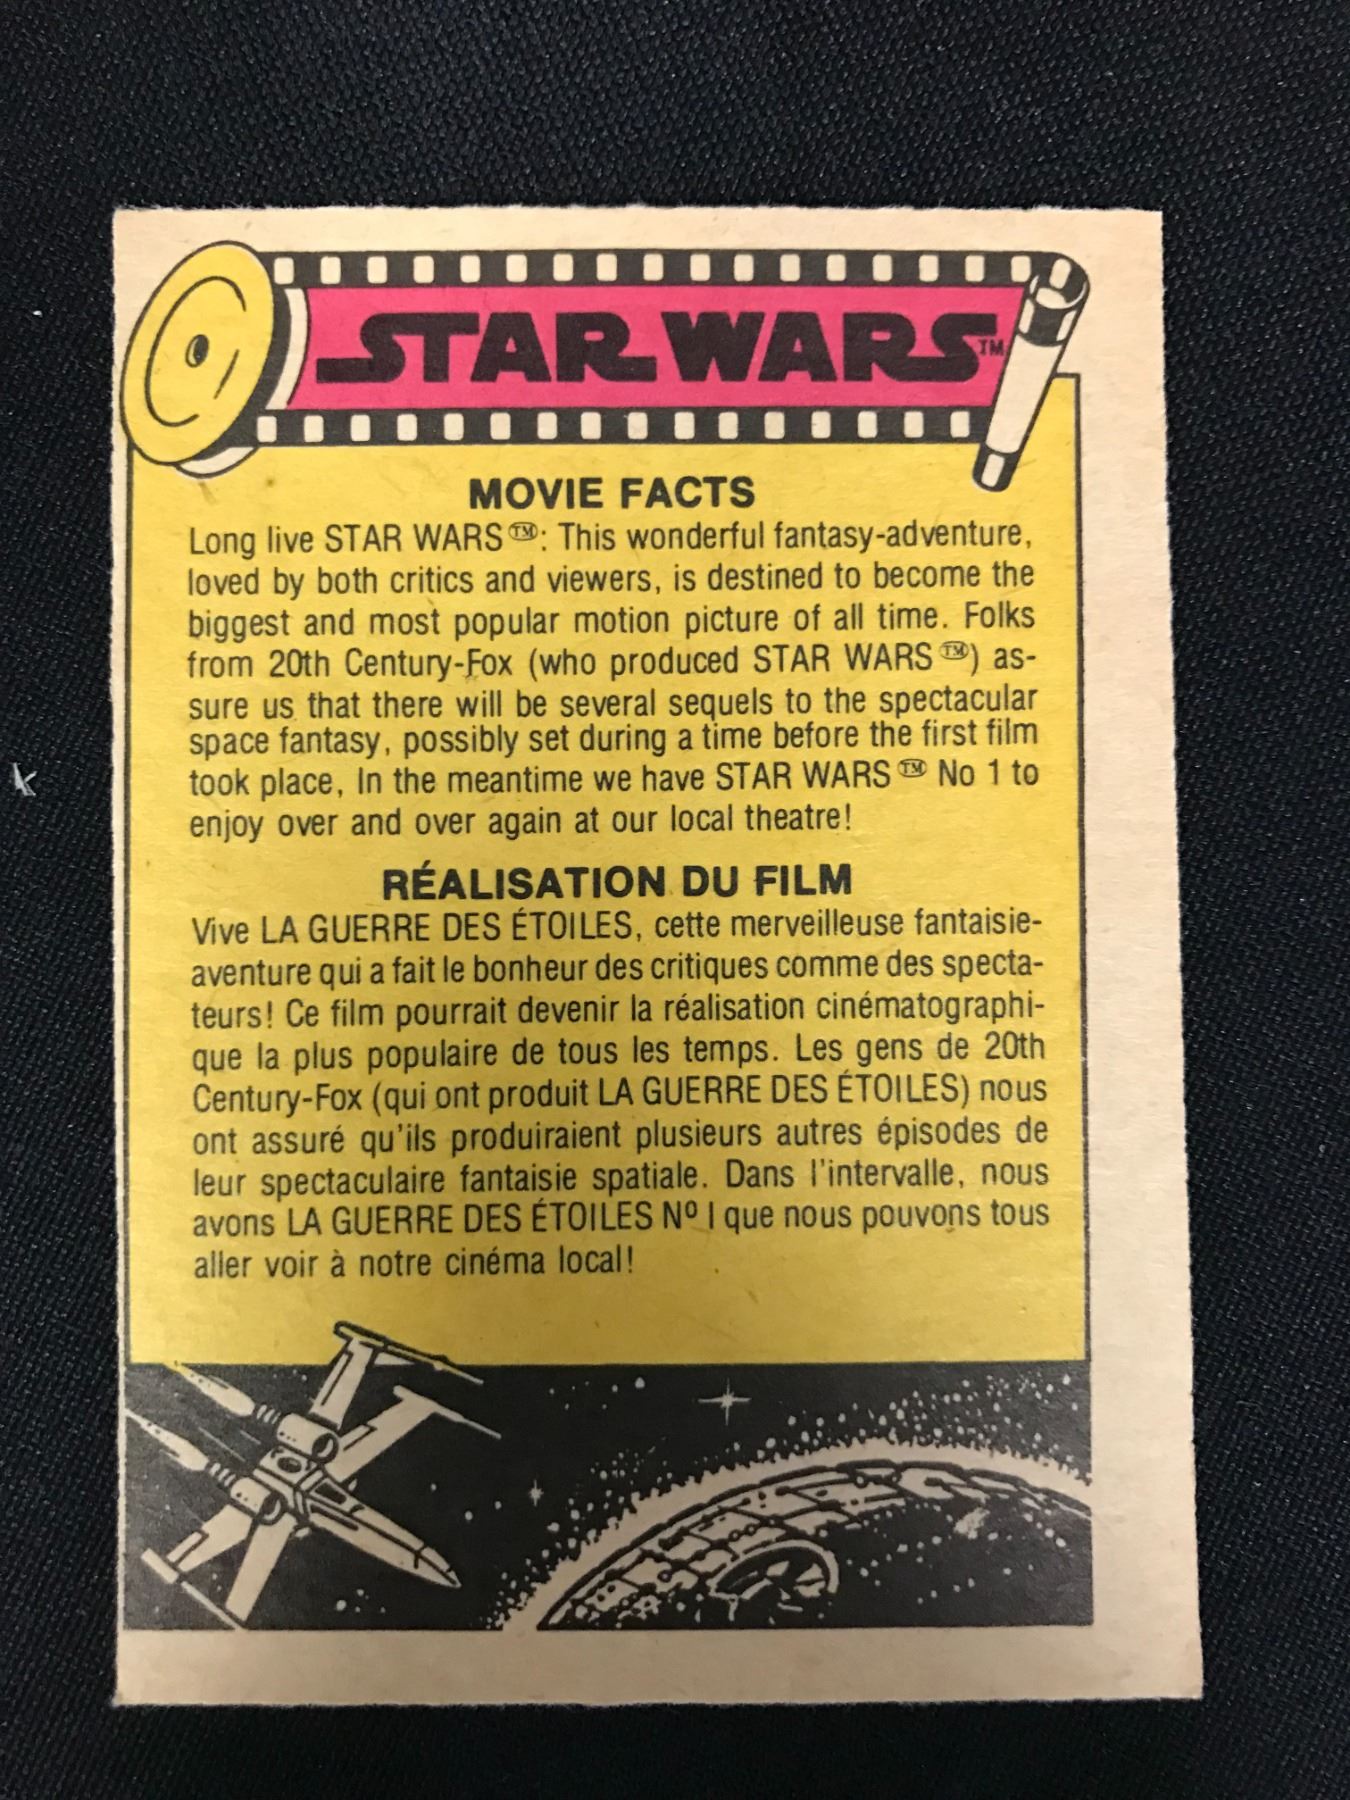 STAR WARS™
MOVIE FACTS
Long live STAR WARS™: This wonderful fantasy-adventure,
loved by both critics and viewers, is destined to become the
biggest and most popular motion picture of all time. Folks
from 20th Century-Fox (who produced STAR WARS™) as-
sure us that there will be several sequels to the spectacular
space fantasy, possibly set during a time before the first film
took place, In the meantime we have STAR WARS™ No 1 to
enjoy over and over again at our local theatre!
RÉALISATION DU FILM
Vive LA GUERRE DES ÉTOILES, cette merveilleuse fantaisie-
aventure qui a fait le bonheur des critiques comme des specta-
teurs! Ce film pourrait devenir la réalisation cinématographi-
que la plus populaire de tous les temps. Les gens de 20th
Century-Fox (qui ont produit LA GUERRE DES ÉTOILES) nous
ont assuré qu'ils produiraient plusieurs autres épisodes de
leur spectaculaire fantaisie spatiale. Dans l'intervalle, nous
avons LA GUERRE DES ÉTOILES Nº I que nous pouvons tous
aller voir à notre cinéma local!